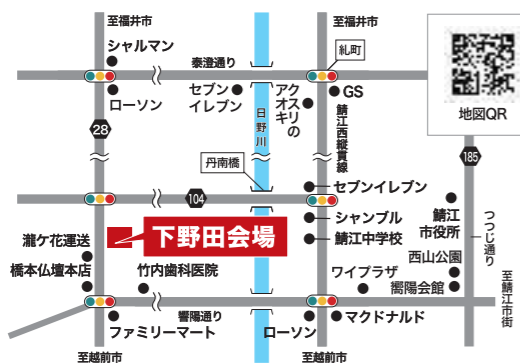 至福井市
至福井市
シャルマン
泰澄通り
糺町
ローソン
セブン
イレブン
クスリの
アオキ
GS
地図QR
28
日野川
鯖江西縦貫線
185
丹南橋
104
セブンイレブン
シャンブル
鯖江中学校
鯖江
市役所
つつじ通り
下野田会場
瀧ケ花運送
橋本仏壇本店
竹内歯科医院
西山公園
ワイプラザ
嚮陽会館
至鯖江市街
響陽通り
ファミリーマート
ローソン
マクドナルド
至越前市
至越前市